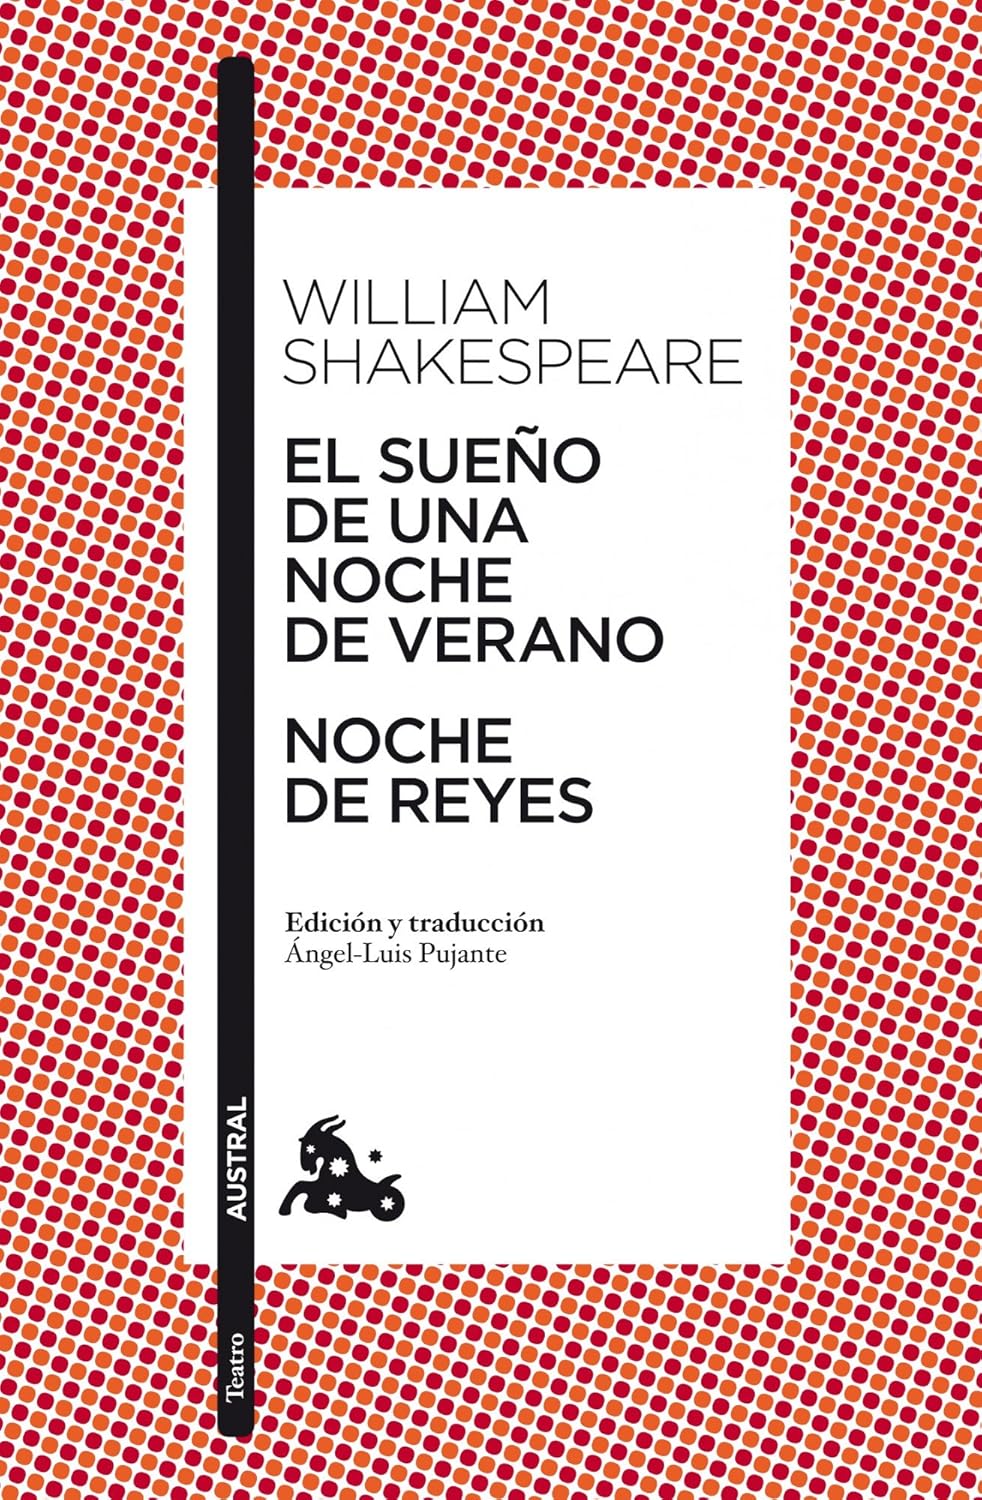 WILLIAM
SHAKESPEARE
EL SUEÑO
DE UNA
NOCHE
DE VERANO
NOCHE
DE REYES
Edición y traducción
Ángel-Luis Pujante
AUSTRAL
Teatro